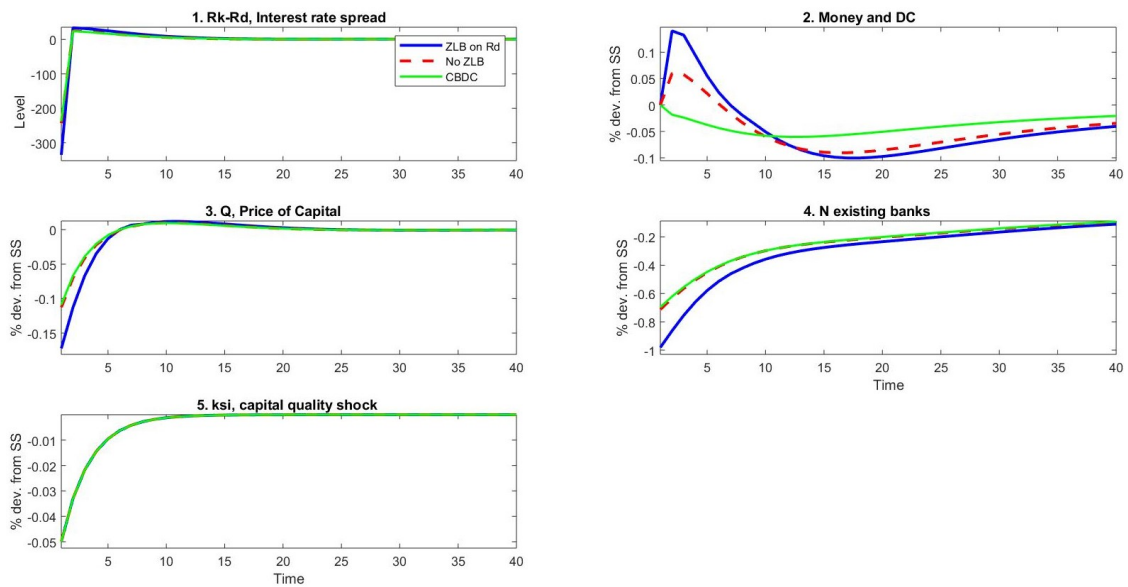 1. Rk-Rd, Interest rate spread
Level
0
-100
-200
-300
5 10 15 20 25 30 35 40
ZLB on Rd
No ZLB
CBDC
2. Money and DC
% dev. from SS
0.1
0.05
0
-0.05
-0.1
5 10 15 20 25 30 35 40
3. Q, Price of Capital
% dev. from SS
0
-0.05
-0.1
-0.15
5 10 15 20 25 30 35 40
4. N existing banks
% dev. from SS
-0.2
-0.4
-0.6
-0.8
-1
5 10 15 20 25 30 35 40
Time
5. ksi, capital quality shock
% dev. from SS
-0.01
-0.02
-0.03
-0.04
-0.05
5 10 15 20 25 30 35 40
Time